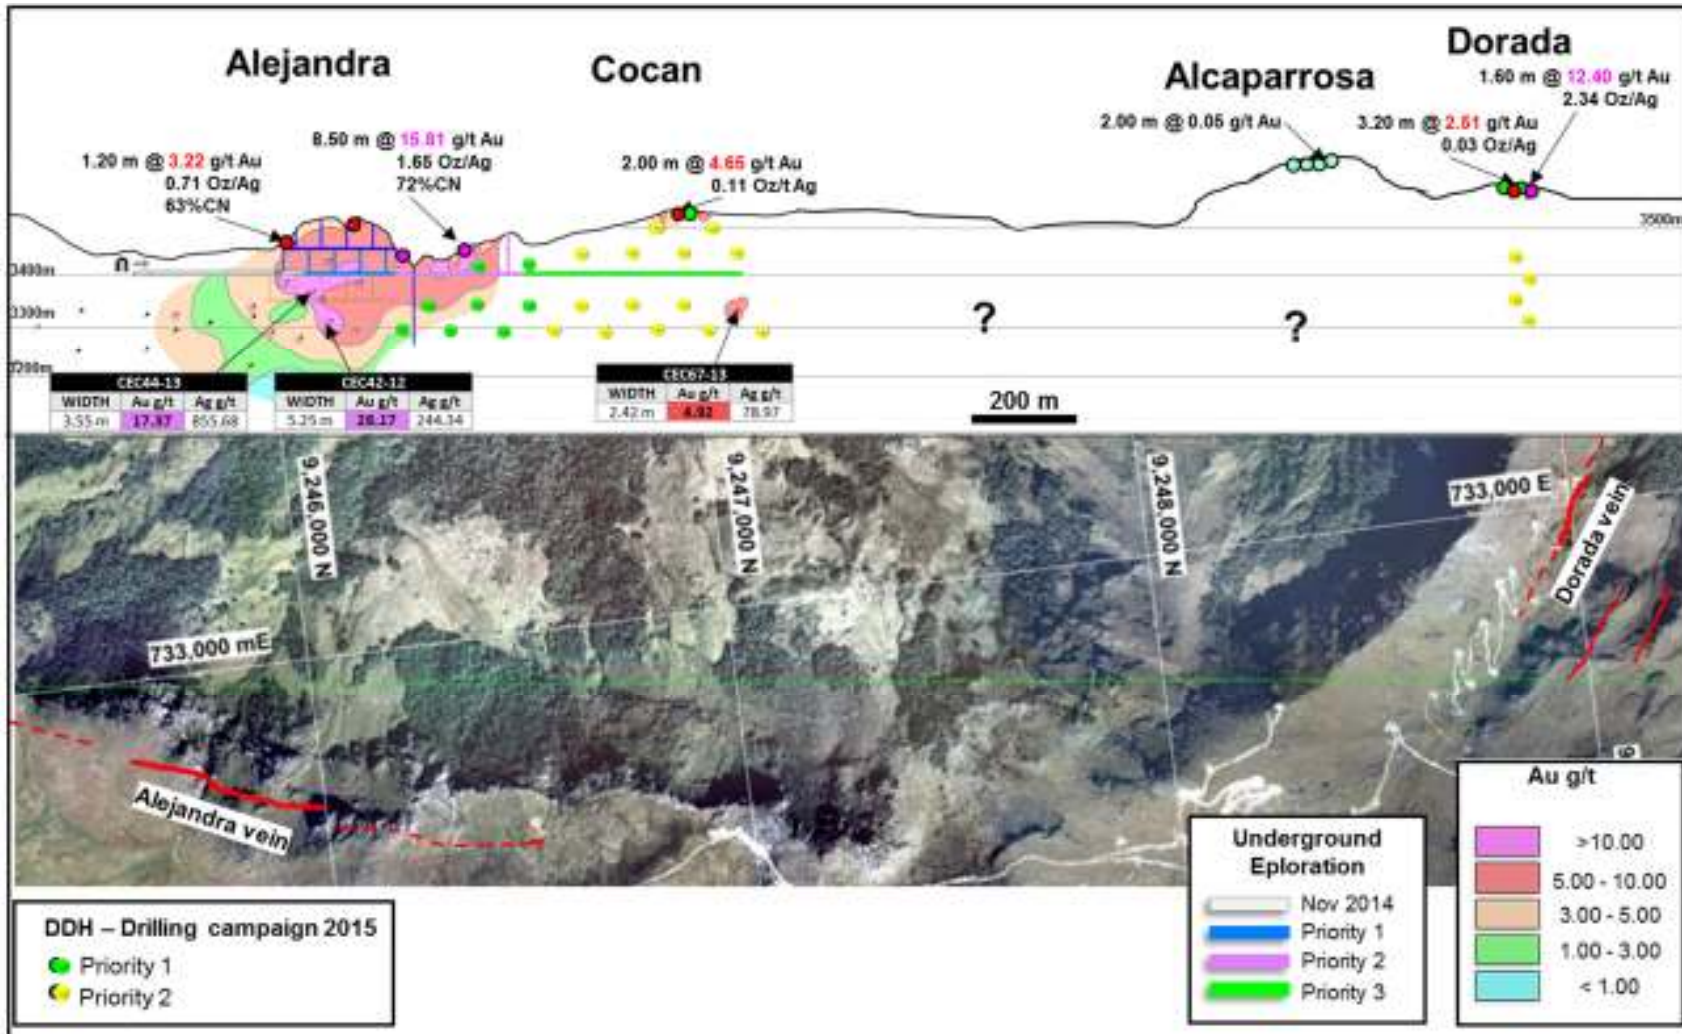 Alejandra
Cocan
Alcaparrosa
Dorada
1.60 m @ 12.40 g/t Au
2.34 Oz/Ag
8.50 m @ 15.81 g/t Au
1.65 Oz/Ag
72%CN
2.00 m @ 0.05 g/t Au
3.20 m @ 2.51 g/t Au
0.03 Oz/Ag
1.20 m @ 3.22 g/t Au
0.71 Oz/Ag
63%CN
2.00 m @ 4.65 g/t Au
0.11 Oz/t Ag
3500m
3400m
3300m
?
?
3200m
CEC44-13
WIDTH Au g/t Ag g/t
3.55 m 17.97 855.68
CEC42-12
WIDTH Au g/t Ag g/t
5.25 m 20.17 244.34
CEC67-13
WIDTH Au g/t Ag g/t
2.42 m 4.92 78.97
200 m
9,246,000 N
9,247,000 N
9,248,000 N
733,000 E
Dorada vein
733,000 mE
Alejandra vein
9
DDH – Drilling campaign 2015
Priority 1
Priority 2
Underground
Eploration
Nov 2014
Priority 1
Priority 2
Priority 3
Au g/t
>10.00
5.00 - 10.00
3.00 - 5.00
1.00 - 3.00
< 1.00